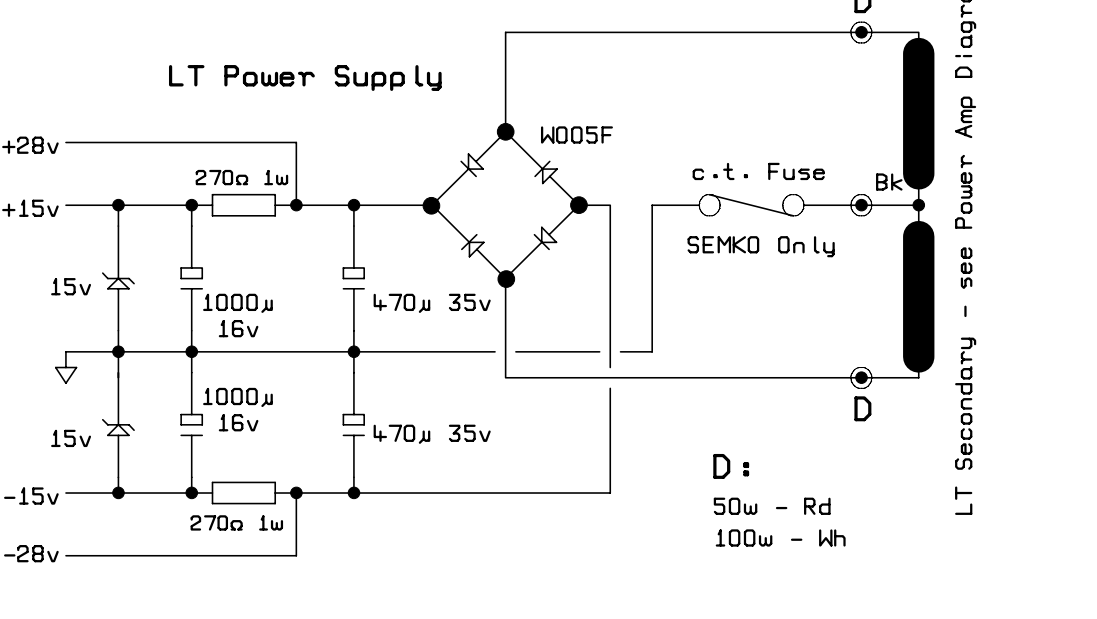 D
LT Power Supply
W005F
+28v
270Ω 1w
c.t. Fuse
Bk
+15v
SEMKO Only
15v
1000µ
16v
470µ 35v
1000µ
16v
15v
470µ 35v
D
-15v
270Ω 1w
-28v
D:
50w - Rd
100w - Wh
LT Secondary - see Power Amp Diagra